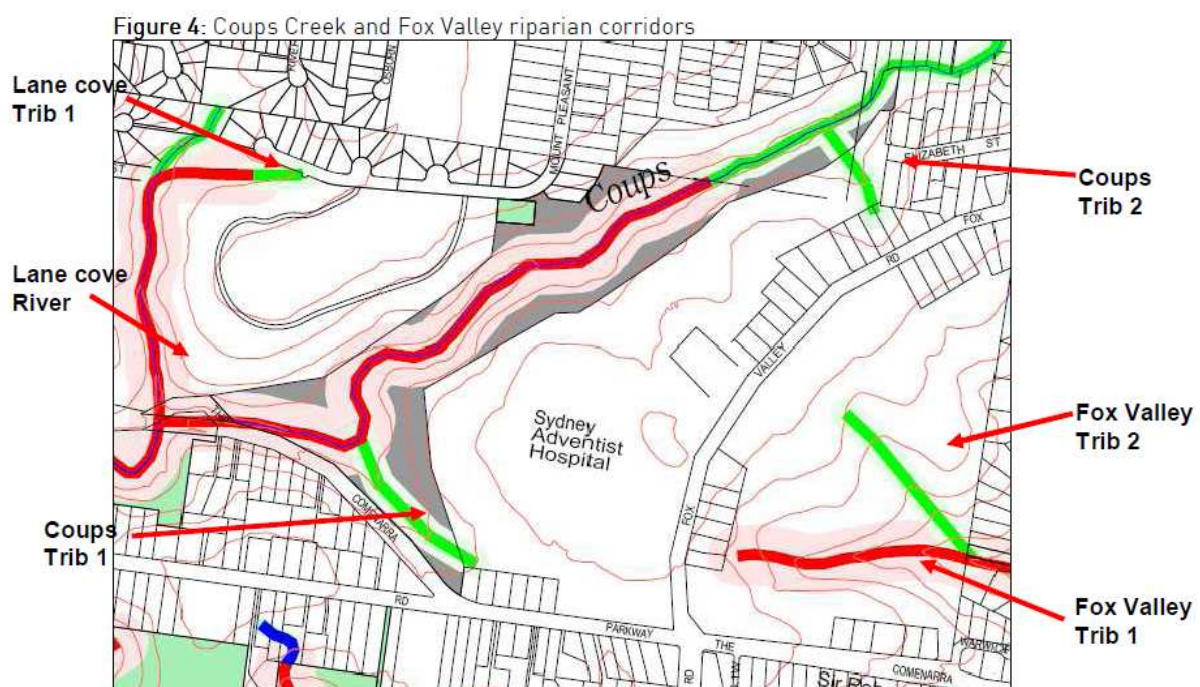 Figure 4: Coups Creek and Fox Valley riparian corridors
Lane cove
Trib 1
MOUNT PLEASANT
ST
Coups
ELIZABETH ST
Coups
Trib 2
FOX
RD
Lane cove
River
VALLEY
Sydney
Adventist
Hospital
Fox Valley
Trib 2
COMENARRA
FOX
Coups
Trib 1
RD
PARKWAY
THE
Fox Valley
Trib 1
RD
COMENARRA